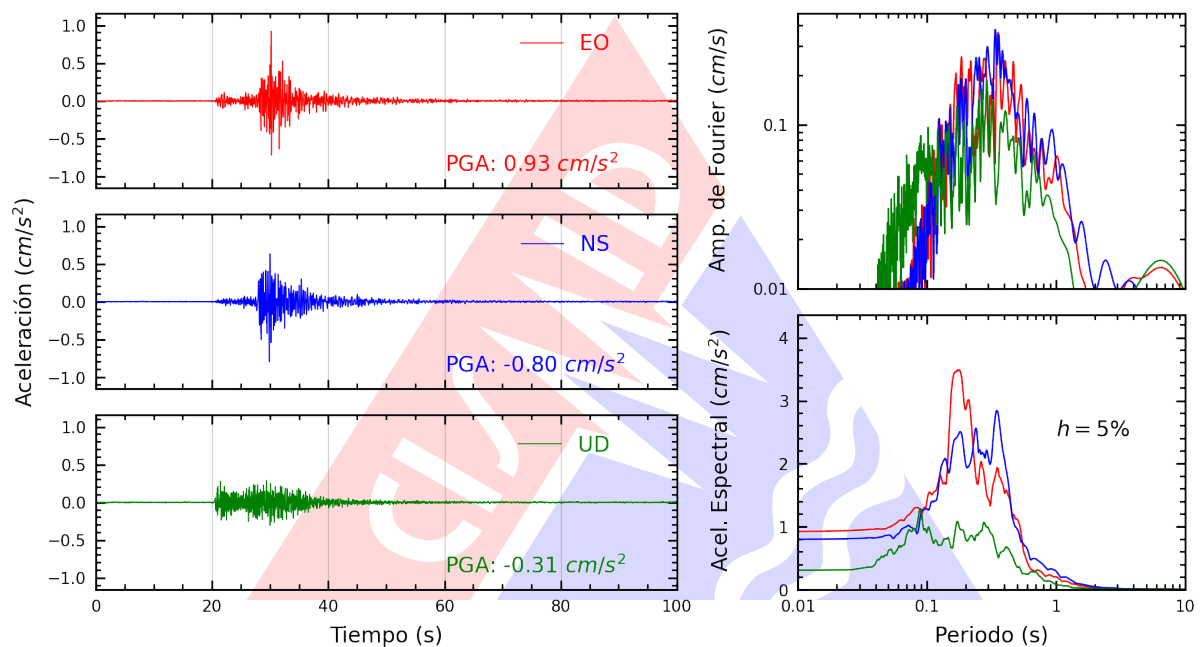 Aceleración (cm/s²)
1.0
0.5
0.0
−0.5
−1.0
EO
PGA: 0.93 cm/s²
1.0
0.5
0.0
−0.5
−1.0
NS
PGA: -0.80 cm/s²
1.0
0.5
0.0
−0.5
−1.0
UD
PGA: -0.31 cm/s²
0
20
40
60
80
100
Tiempo (s)
Amp. de Fourier (cm/s)
0.1
0.01
Acel. Espectral (cm/s²)
4
3
2
1
0
h = 5%
0.01
0.1
1
10
Periodo (s)
CISMID